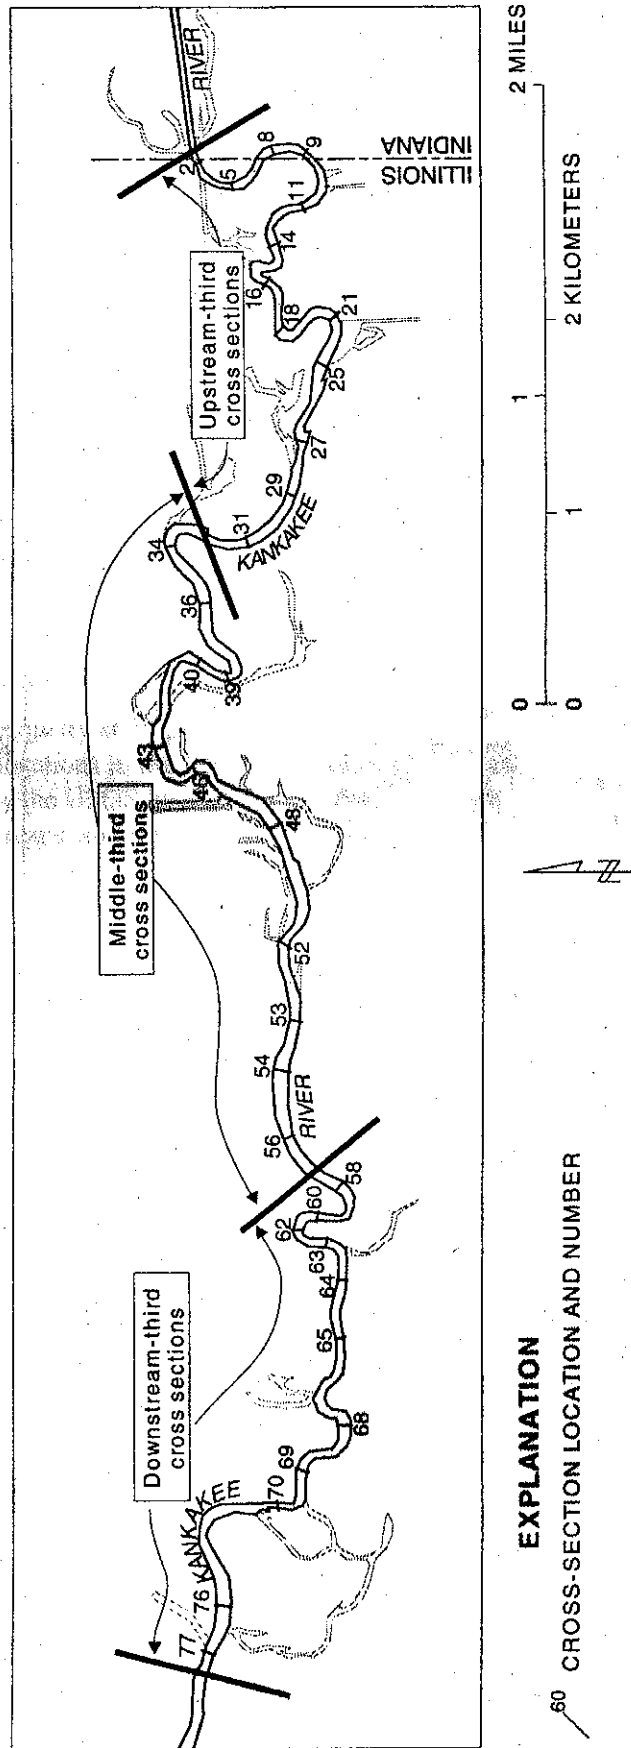 RIVER
INDIANA
ILLINOIS
2
5
8
9
11
14
16
18
21
25
27
29
31
34
36
39
40
43
46
48
52
53
54
56
58
60
62
63
64
65
68
69
70
76
77
KANKAKEE
RIVER
KANKAKEE
Upstream-third
cross sections
Middle-third
cross sections
Downstream-third
cross sections
0 1 2 MILES
0 1 2 KILOMETERS
N
EXPLANATION
60 CROSS-SECTION LOCATION AND NUMBER